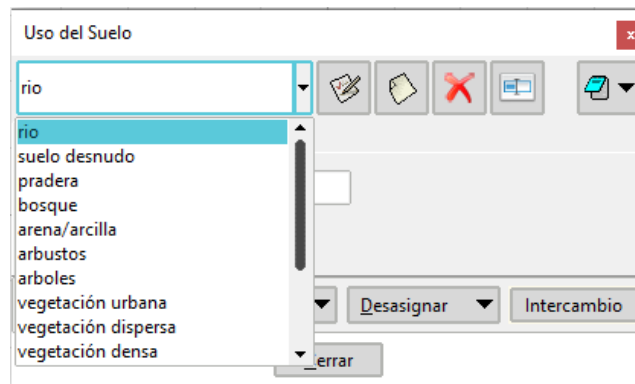 Uso del Suelo
x
rio
rio
suelo desnudo
pradera
bosque
arena/arcilla
arbustos
arboles
vegetación urbana
vegetación dispersa
vegetación densa
Desasignar
Intercambio